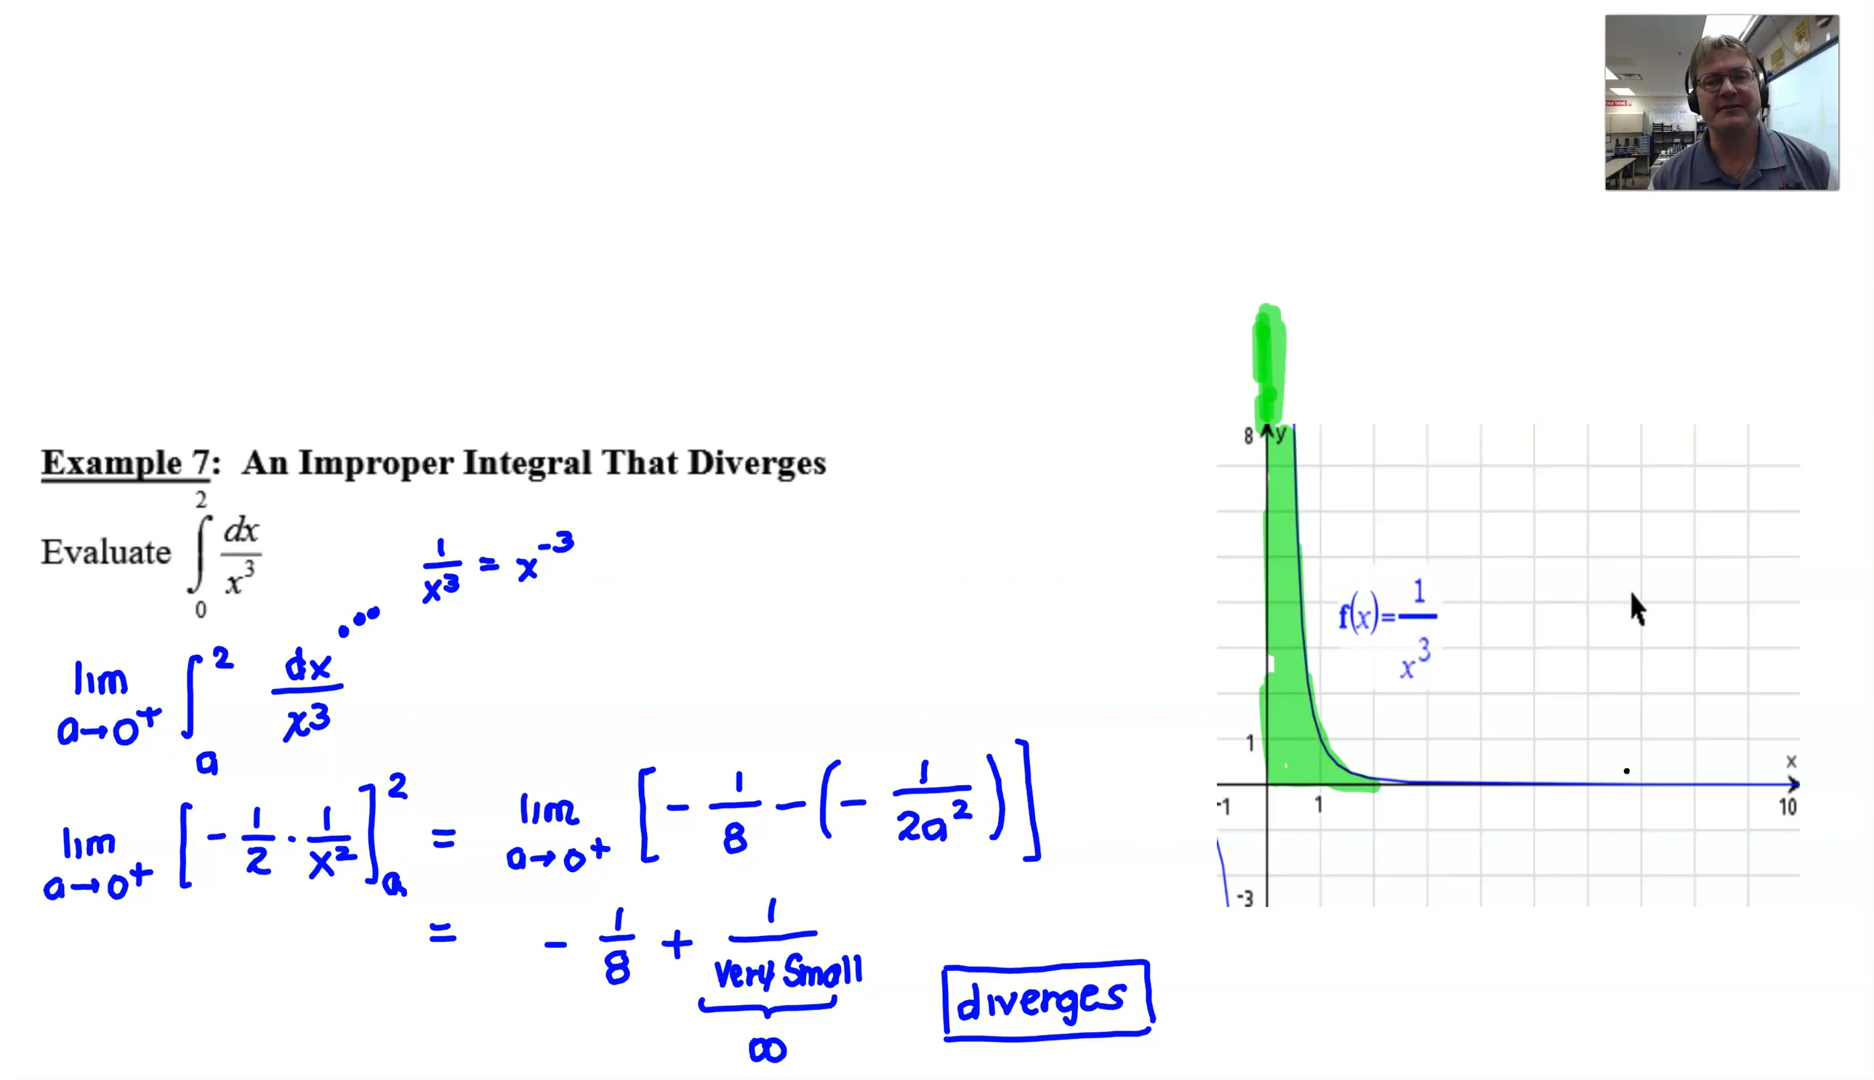 Example 7: An Improper Integral That Diverges
Evaluate ∫₀² dx/x³
1/x³ = x⁻³
lim a→0⁺ ∫ₐ² dx/x³
lim a→0⁺ [-1/2 · 1/x²]ₐ² = lim a→0⁺ [-1/8 - (-1/2a²)]
= -1/8 + 1/very small
∞
diverges
8 y
f(x)=1/x³
1
x
-1 1 10
-3